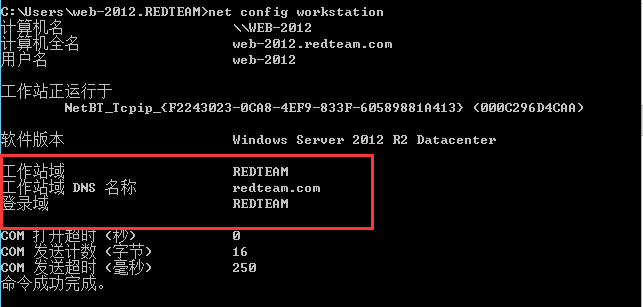 C:\Users\web-2012.REDTEAM>net config workstation
计算机名 \\WEB-2012
计算机全名 web-2012.redteam.com
用户名 web-2012
工作站正运行于
NetBT_Tcpip_{F2243023-0CA8-4EF9-833F-60589881A413} (000C296D4CAA)
软件版本 Windows Server 2012 R2 Datacenter
工作站域 REDTEAM
工作站域 DNS 名称 redteam.com
登录域 REDTEAM
COM 打开超时 (秒) 0
COM 发送计数 (字节) 16
COM 发送超时 (毫秒) 250
命令成功完成。